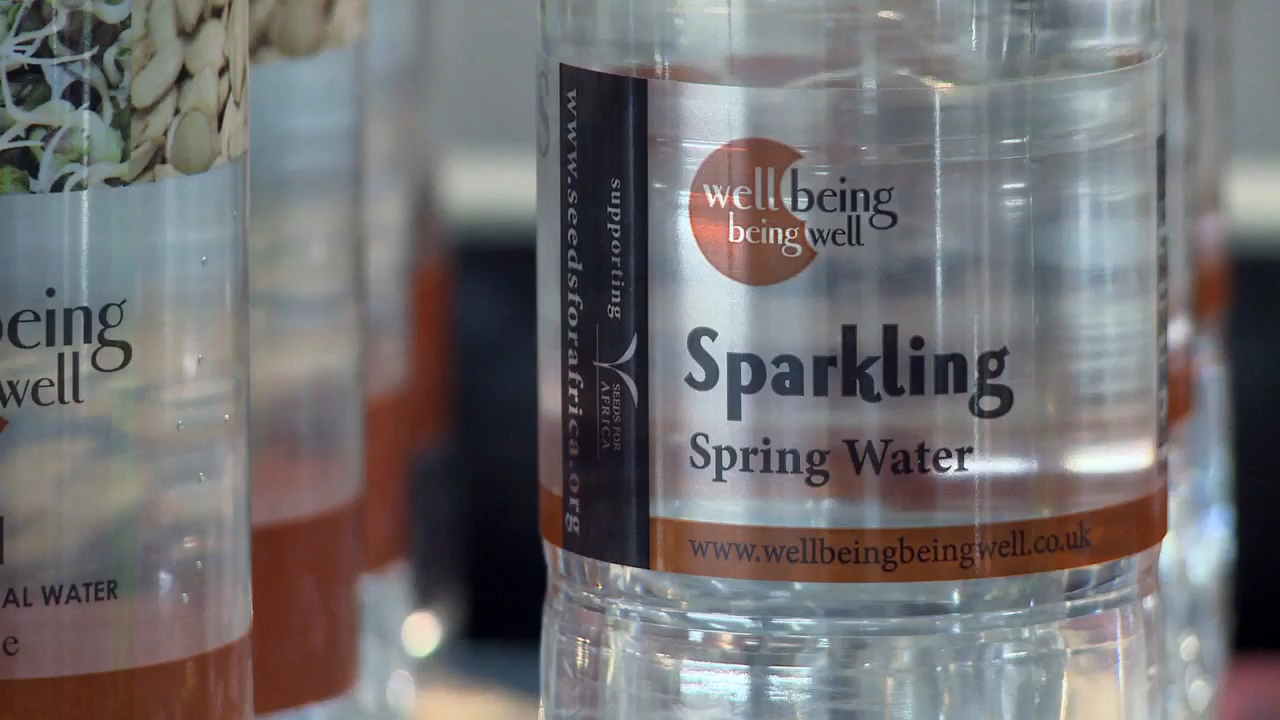 being
well
AL WATER
e
www.seedsforafrica.org
supporting
SEEDS FOR
AFRICA
well being
being well
Sparkling
Spring Water
www.wellbeingbeingwell.co.uk